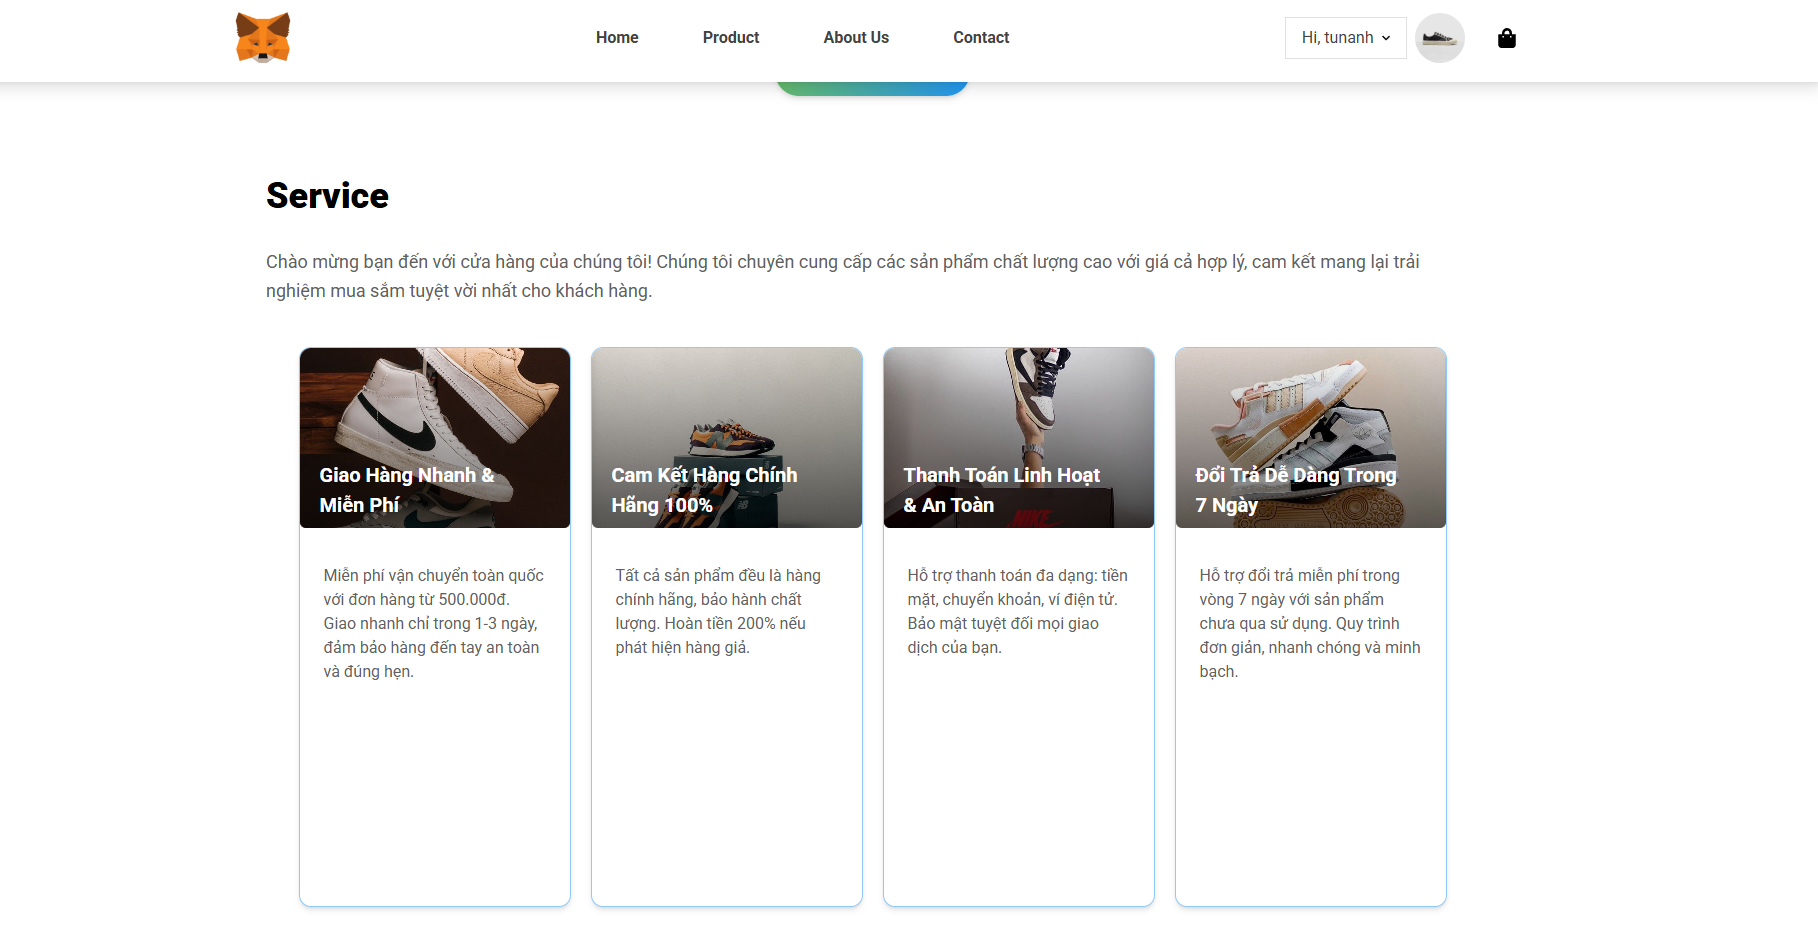 Home
Product
About Us
Contact
Hi, tunanh
Service
Chào mừng bạn đến với cửa hàng của chúng tôi! Chúng tôi chuyên cung cấp các sản phẩm chất lượng cao với giá cả hợp lý, cam kết mang lại trải
nghiệm mua sắm tuyệt vời nhất cho khách hàng.
Giao Hàng Nhanh &
Miễn Phí
Miễn phí vận chuyển toàn quốc
với đơn hàng từ 500.000đ.
Giao nhanh chỉ trong 1-3 ngày,
đảm bảo hàng đến tay an toàn
và đúng hẹn.
Cam Kết Hàng Chính
Hãng 100%
Tất cả sản phẩm đều là hàng
chính hãng, bảo hành chất
lượng. Hoàn tiền 200% nếu
phát hiện hàng giả.
Thanh Toán Linh Hoạt
& An Toàn
NIKE
Hỗ trợ thanh toán đa dạng: tiền
mặt, chuyển khoản, ví điện tử.
Bảo mật tuyệt đối mọi giao
dịch của bạn.
Đổi Trả Dễ Dàng Trong
7 Ngày
Hỗ trợ đổi trả miễn phí trong
vòng 7 ngày với sản phẩm
chưa qua sử dụng. Quy trình
đơn giản, nhanh chóng và minh
bạch.